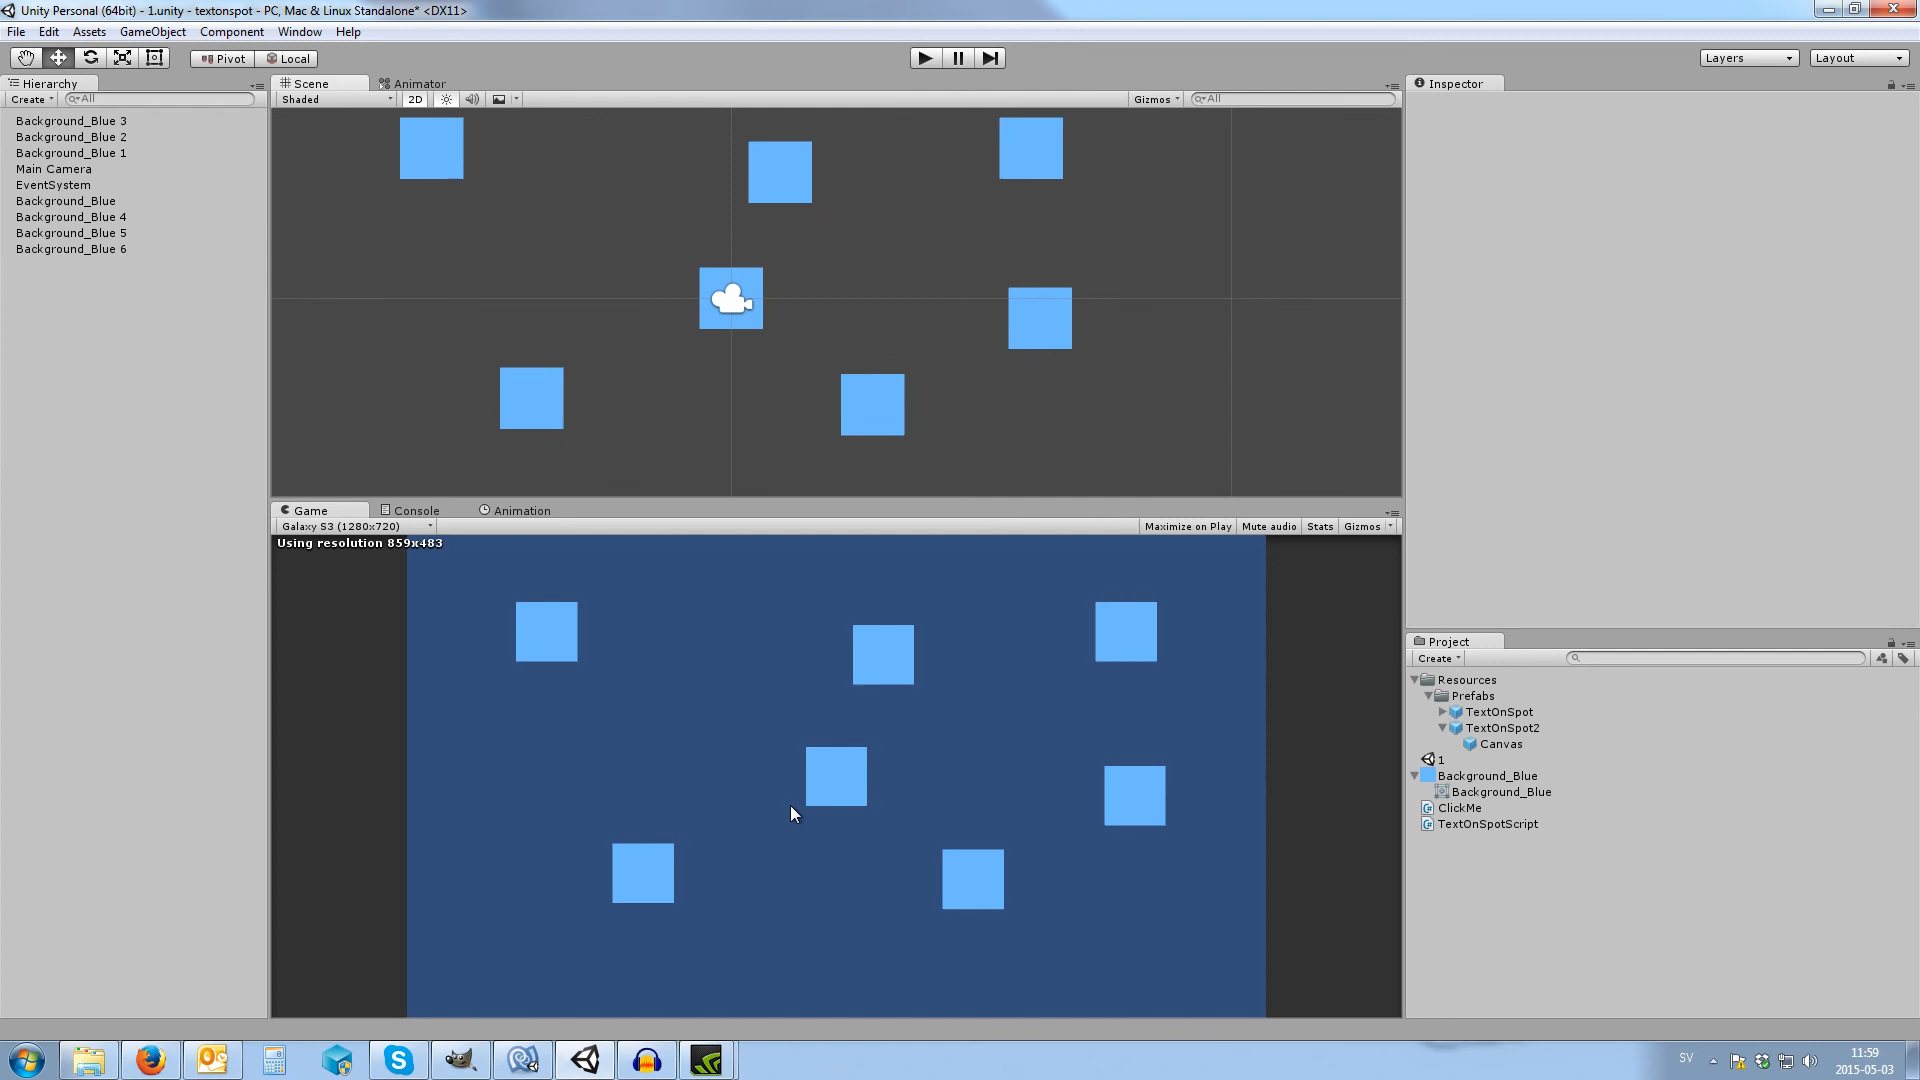 Unity Personal (64bit) - 1.unity - textonspot - PC, Mac & Linux Standalone* <DX11>
File Edit Assets GameObject Component Window Help
Pivot Local Layers Layout
Hierarchy
Create All
Background_Blue 3
Background_Blue 2
Background_Blue 1
Main Camera
EventSystem
Background_Blue
Background_Blue 4
Background_Blue 5
Background_Blue 6
Scene Animator
Shaded 2D Gizmos All
Game Console Animation
Galaxy S3 (1280x720) Maximize on Play Mute audio Stats Gizmos
Using resolution 859x483
Inspector
Project
Create
Resources
Prefabs
TextOnSpot
TextOnSpot2
Canvas
1
Background_Blue
Background_Blue
ClickMe
TextOnSpotScript
SV
11:59
2015-05-03